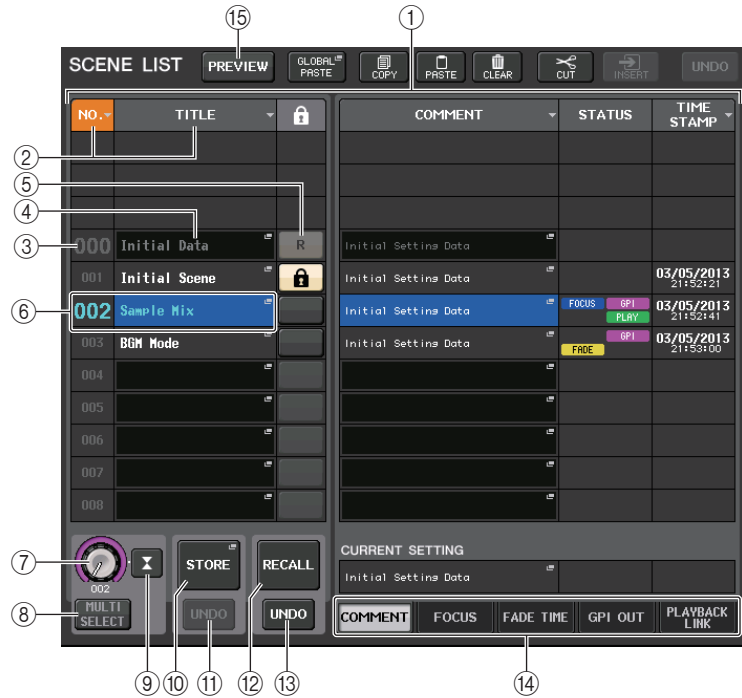 ⑮ ①
SCENE LIST PREVIEW GLOBAL PASTE COPY PASTE CLEAR CUT INSERT UNDO
NO. TITLE COMMENT STATUS TIME STAMP
②
⑤
④
③ 000 Initial Data R Initial Setting Data
001 Initial Scene Initial Setting Data 03/05/2013 21:52:21
⑥ 002 Sample Mix Initial Setting Data FOCUS GPI PLAY 03/05/2013 21:52:41
003 BGM Mode Initial Setting Data GPI FADE 03/05/2013 21:53:00
004
005
006
007
008
CURRENT SETTING
⑦ STORE RECALL Initial Setting Data
002
⑧ MULTI SELECT UNDO UNDO COMMENT FOCUS FADE TIME GPI OUT PLAYBACK LINK
⑨ ⑩ ⑪ ⑫ ⑬ ⑭